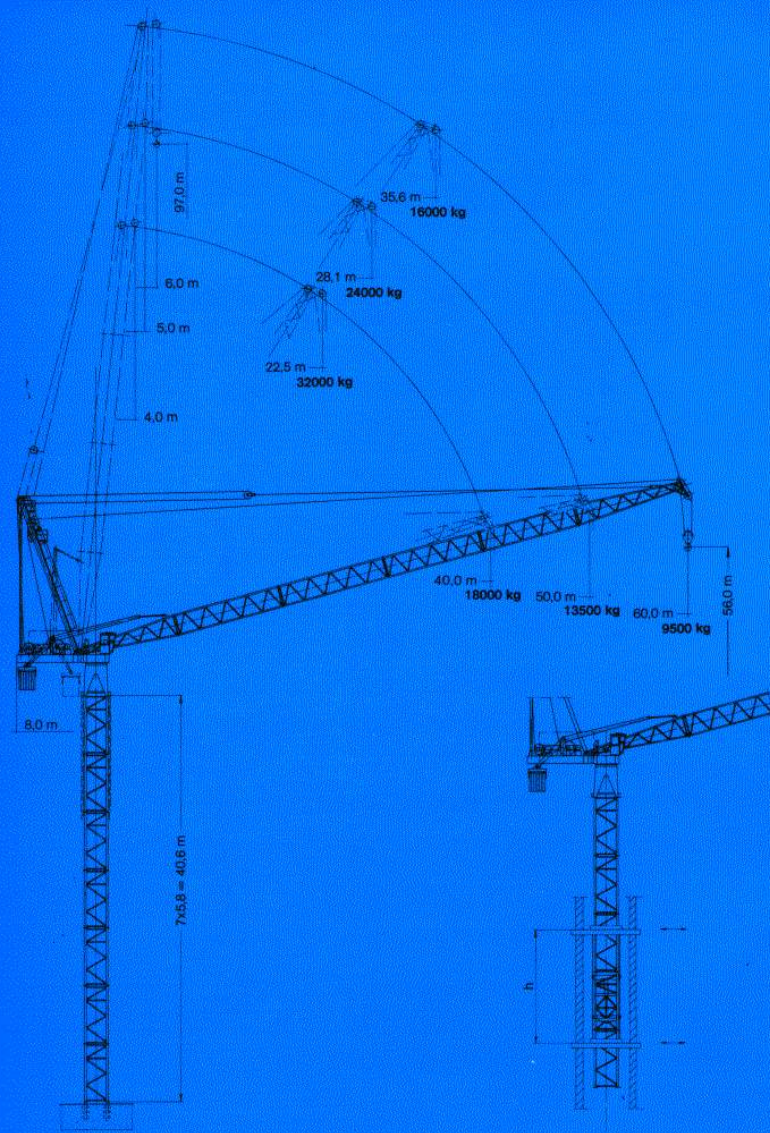 97,0 m
35,6 m
16000 kg
6,0 m
28,1 m
24000 kg
5,0 m
22,5 m
32000 kg
4,0 m
40,0 m
18000 kg
50,0 m
13500 kg
60,0 m
9500 kg
56,0 m
8,0 m
7x5,8 = 40,6 m
h